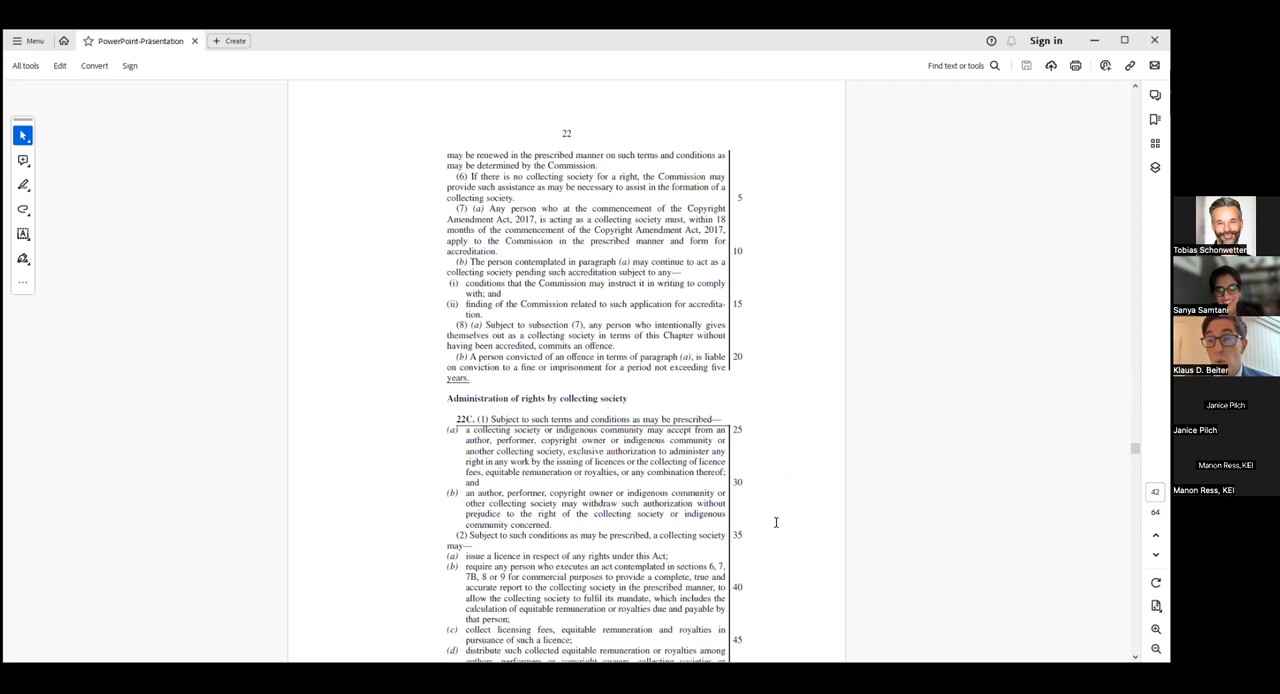 Menu
PowerPoint-Präsentation
Create
Sign in
All tools
Edit
Convert
Sign
Find text or tools
22
may be renewed in the prescribed manner on such terms and conditions as
may be determined by the Commission.
(6) If there is no collecting society for a right, the Commission may
provide such assistance as may be necessary to assist in the formation of a
collecting society. 5
(7) (a) Any person who at the commencement of the Copyright
Amendment Act, 2017, is acting as a collecting society must, within 18
months of the commencement of the Copyright Amendment Act, 2017,
apply to the Commission in the prescribed manner and form for
accreditation. 10
(b) The person contemplated in paragraph (a) may continue to act as a
collecting society pending such accreditation subject to any—
(i) conditions that the Commission may instruct it in writing to comply
with; and
(ii) finding of the Commission related to such application for accredita- 15
tion.
(8) (a) Subject to subsection (7), any person who intentionally gives
themselves out as a collecting society in terms of this Chapter without
having been accredited, commits an offence.
(b) A person convicted of an offence in terms of paragraph (a), is liable 20
on conviction to a fine or imprisonment for a period not exceeding five
years.
Administration of rights by collecting society
22C. (1) Subject to such terms and conditions as may be prescribed—
(a) a collecting society or indigenous community may accept from an 25
author, performer, copyright owner or indigenous community or
another collecting society, exclusive authorization to administer any
right in any work by the issuing of licences or the collecting of licence
fees, equitable remuneration or royalties, or any combination thereof;
and 30
(b) an author, performer, copyright owner or indigenous community or
other collecting society may withdraw such authorization without
prejudice to the right of the collecting society or indigenous
community concerned.
(2) Subject to such conditions as may be prescribed, a collecting society 35
may—
(a) issue a licence in respect of any rights under this Act;
(b) require any person who executes an act contemplated in sections 6, 7,
7B, 8 or 9 for commercial purposes to provide a complete, true and
accurate report to the collecting society in the prescribed manner, to 40
allow the collecting society to fulfil its mandate, which includes the
calculation of equitable remuneration or royalties due and payable by
that person;
(c) collect licensing fees, equitable remuneration and royalties in
pursuance of such a licence; 45
(d) distribute such collected equitable remuneration or royalties among
authors, performers or copyright owners, collecting societies or
42
64
Tobias Schonwetter
Sanya Samtani
Klaus D. Beiter
Janice Pilch
Janice Pilch
Manon Ress, KEI
Manon Ress, KEI